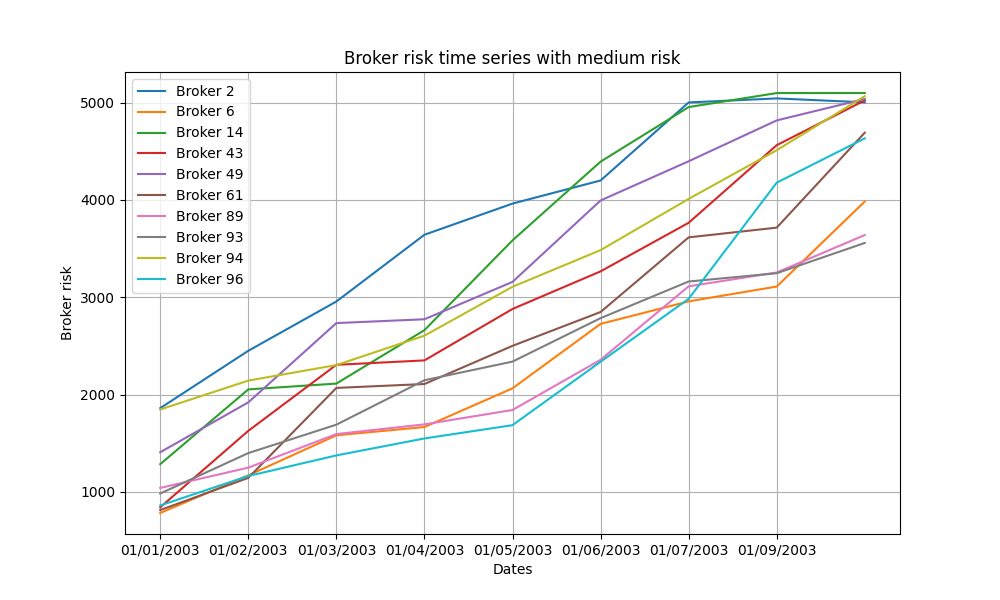 Broker risk time series with medium risk
Broker 2
Broker 6
Broker 14
Broker 43
Broker 49
Broker 61
Broker 89
Broker 93
Broker 94
Broker 96
5000
4000
3000
2000
1000
Broker risk
01/01/2003 01/02/2003 01/03/2003 01/04/2003 01/05/2003 01/06/2003 01/07/2003 01/09/2003
Dates